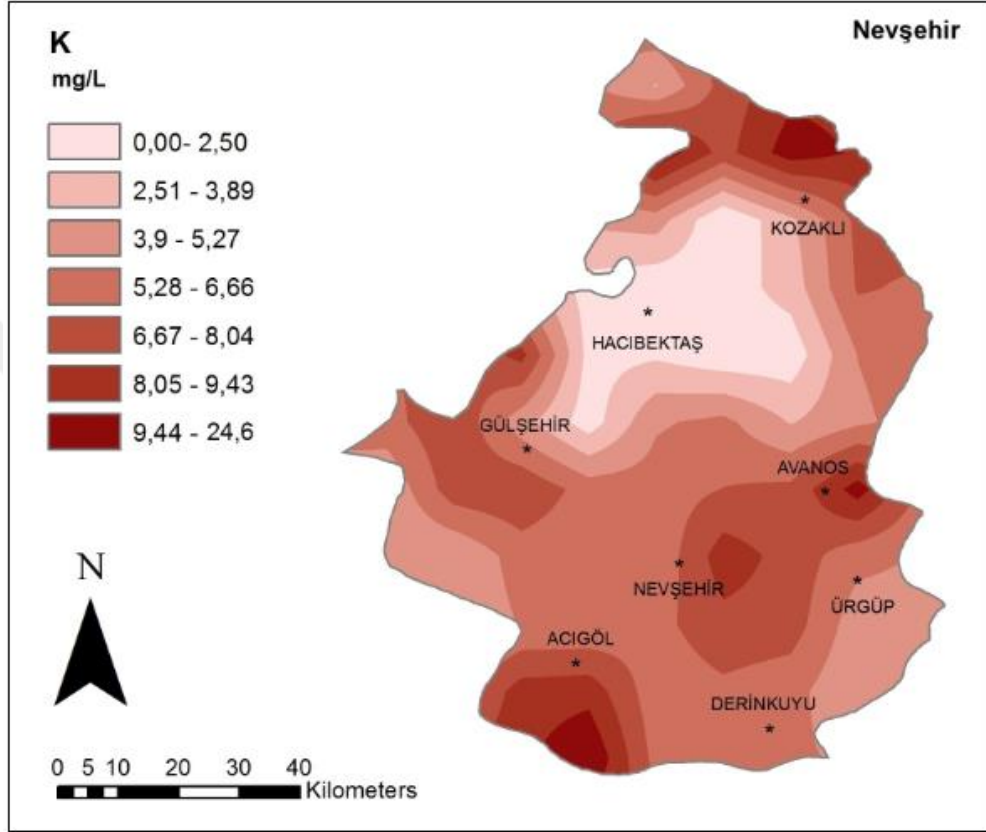 Nevşehir
K
mg/L
0,00- 2,50
2,51 - 3,89
3,9 - 5,27
5,28 - 6,66
6,67 - 8,04
8,05 - 9,43
9,44 - 24,6
* KOZAKLI
* HACIBEKTAŞ
GÜLŞEHİR *
AVANOS *
* NEVŞEHİR
* ÜRGÜP
ACIGÖL *
DERİNKUYU *
N
0 5 10 20 30 40
Kilometers